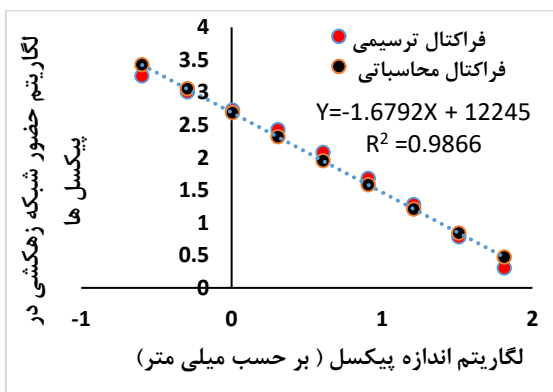 لگاریتم حضور شبکه زهکشی در
پیکسل ها
4
3.5
3
2.5
2
1.5
1
0.5
0
فراکتال ترسیمی
فراکتال محاسباتی
Y=-1.6792X + 12245
R² =0.9866
-1
0
1
2
لگاریتم اندازه پیکسل ( بر حسب میلی متر)